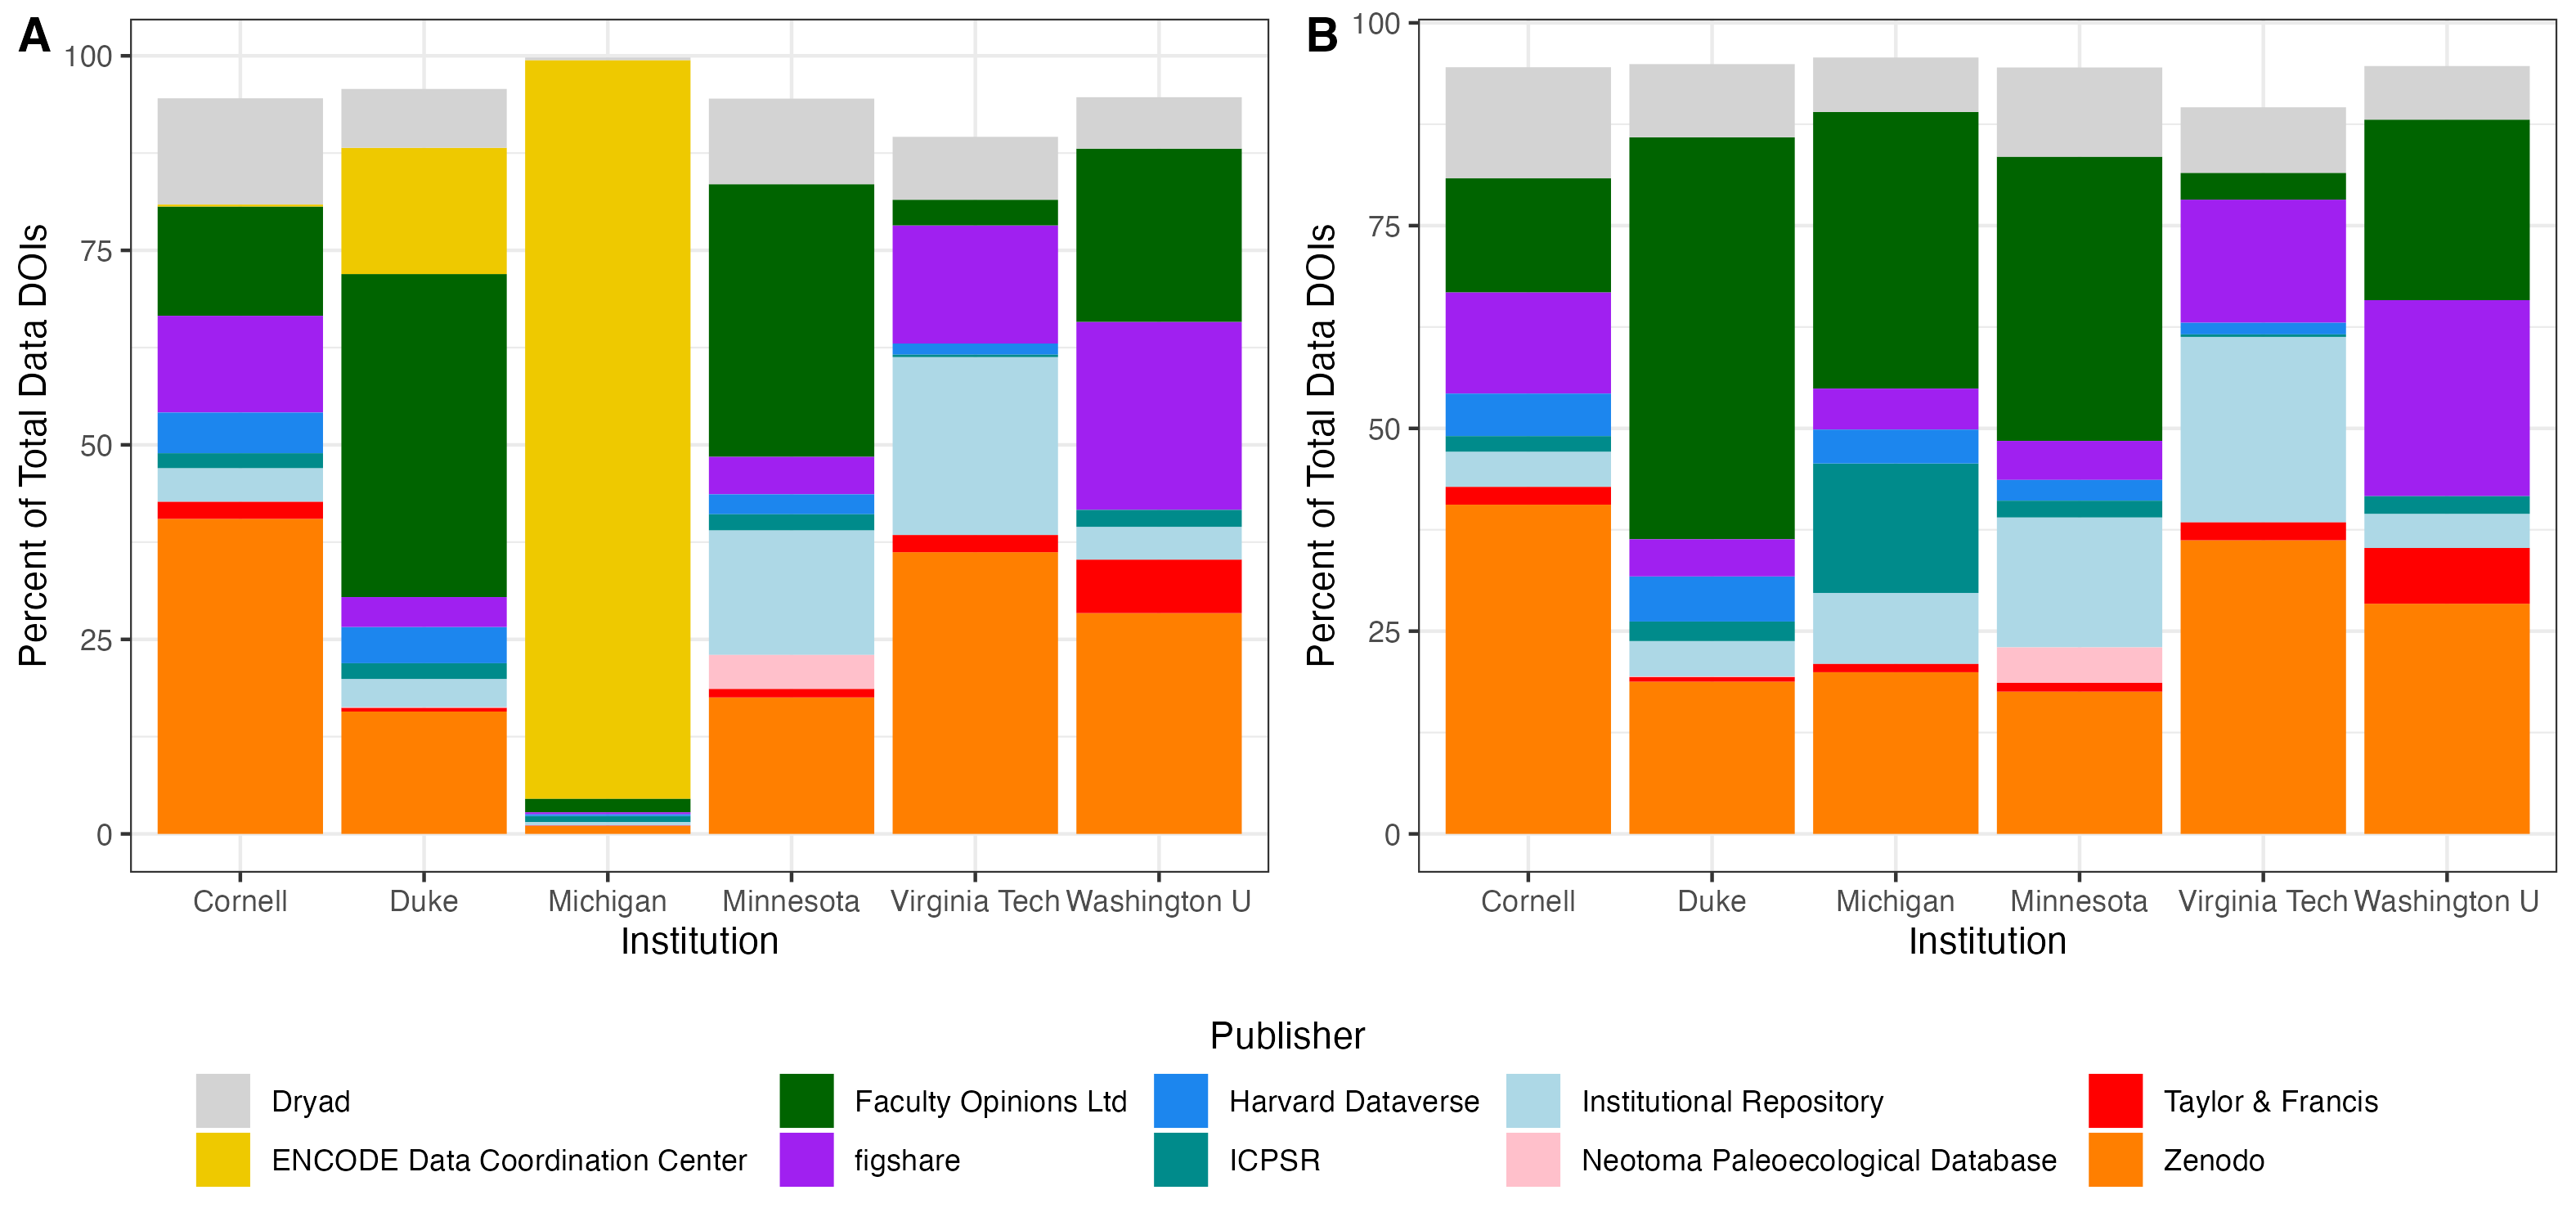 A
Percent of Total Data DOIs
100
75
50
25
0
Cornell Duke Michigan Minnesota Virginia Tech Washington U
Institution
B
Percent of Total Data DOIs
100
75
50
25
0
Cornell Duke Michigan Minnesota Virginia Tech Washington U
Institution
Publisher
Dryad Faculty Opinions Ltd Harvard Dataverse Institutional Repository Taylor & Francis
ENCODE Data Coordination Center figshare ICPSR Neotoma Paleoecological Database Zenodo